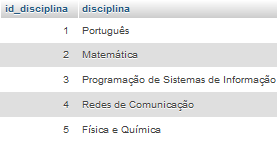 id_disciplina disciplina
1 Português
2 Matemática
3 Programação de Sistemas de Informação
4 Redes de Comunicação
5 Física e Química